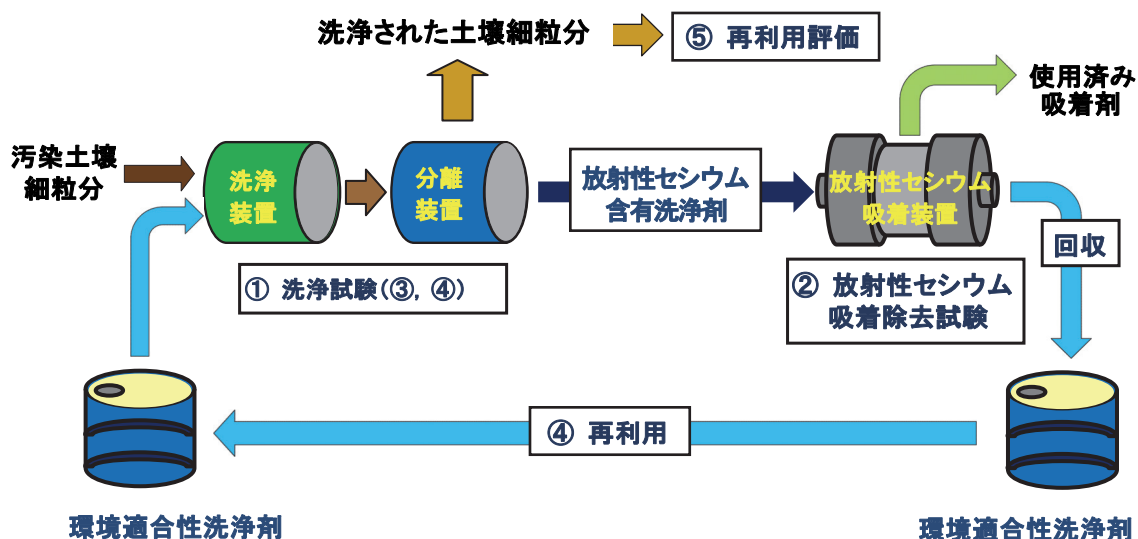 洗浄された土壌細粒分
⑤ 再利用評価
使用済み
吸着剤
汚染土壌
細粒分
洗浄
装置
分離
装置
放射性セシウム
含有洗浄剤
放射性セシウム
吸着装置
回収
① 洗浄試験(③, ④)
② 放射性セシウム
吸着除去試験
④ 再利用
環境適合性洗浄剤
環境適合性洗浄剤